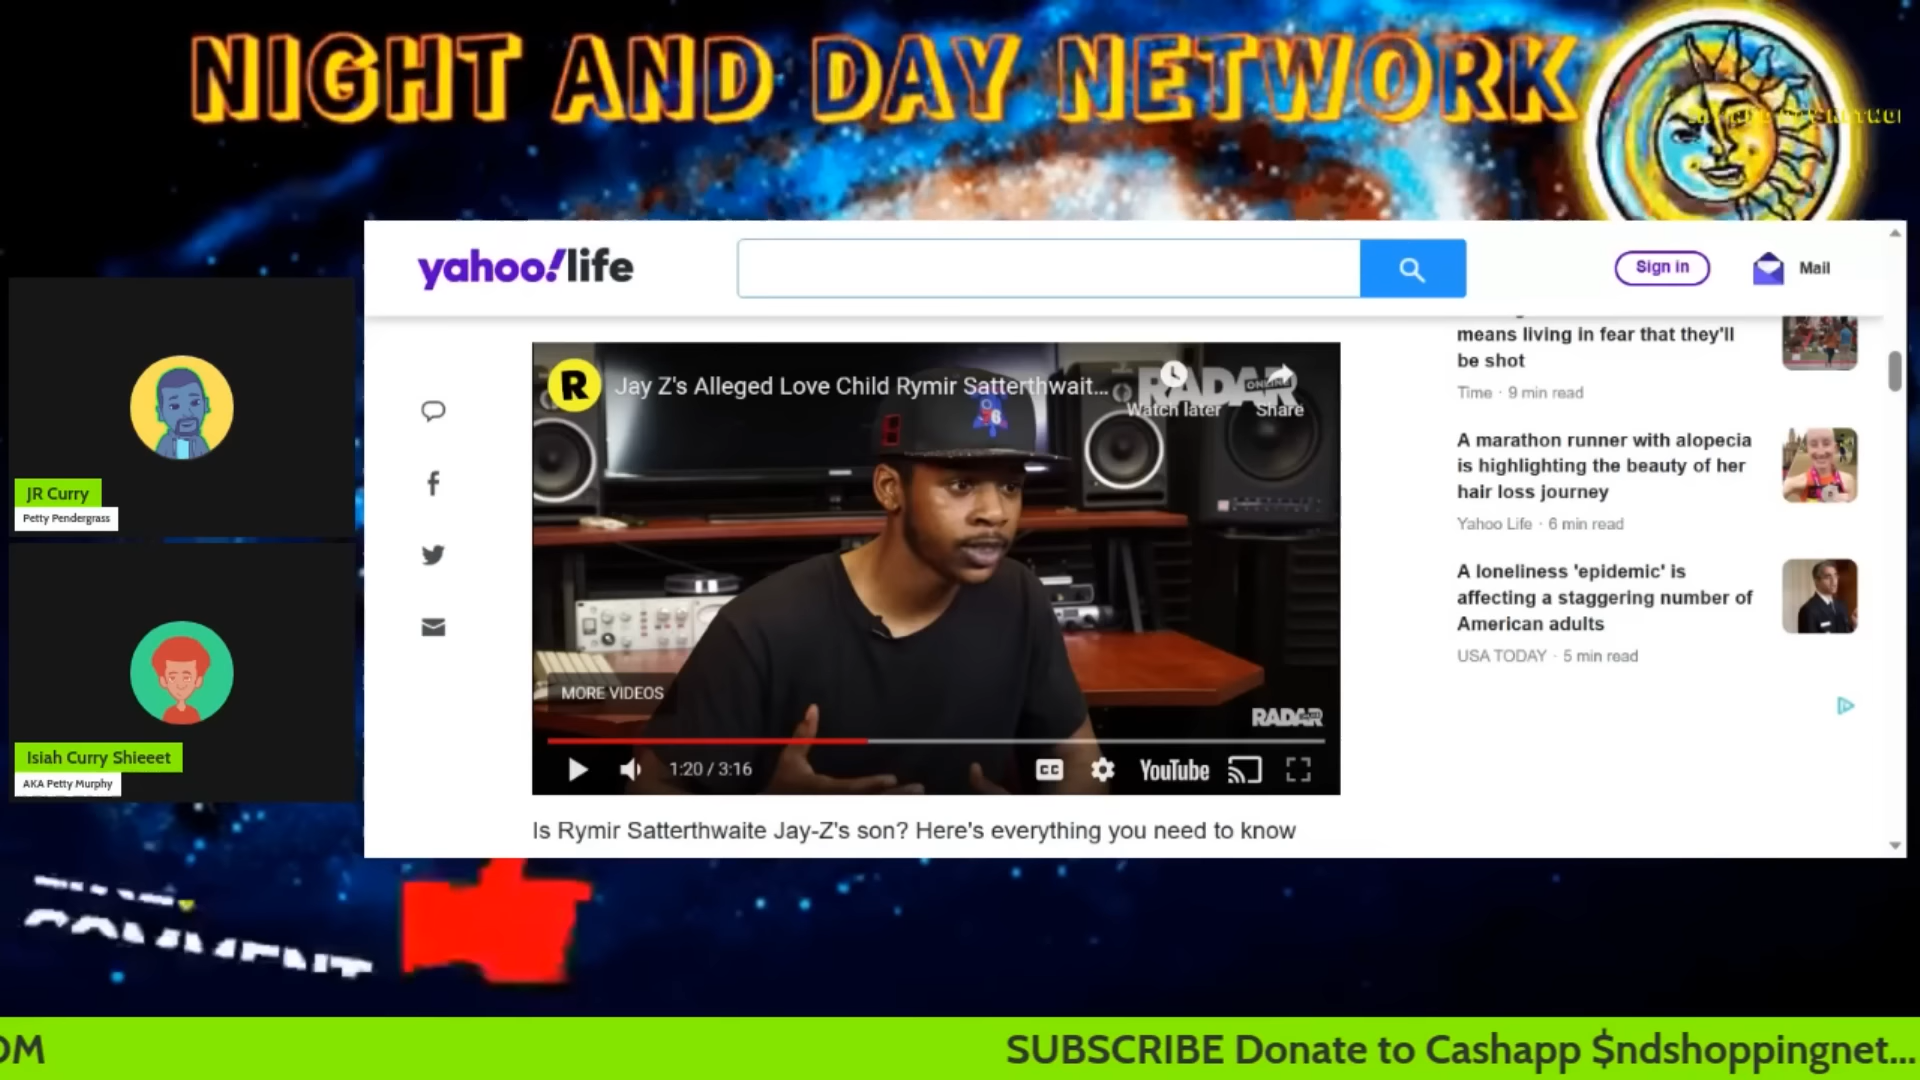 NIGHT AND DAY NETWORK
yahoo!life
Sign in
Mail
means living in fear that they'll
be shot
Time · 9 min read
A marathon runner with alopecia
is highlighting the beauty of her
hair loss journey
Yahoo Life · 6 min read
A loneliness 'epidemic' is
affecting a staggering number of
American adults
USA TODAY · 5 min read
R
Jay Z's Alleged Love Child Rymir Satterthwait...
RADAR ONLINE
Watch later
Share
MORE VIDEOS
RADAR
1:20 / 3:16
CC
YouTube
Is Rymir Satterthwaite Jay-Z's son? Here's everything you need to know
JR Curry
Petty Pendergrass
Isiah Curry Shieeet
AKA Petty Murphy
COMMENT
OM
SUBSCRIBE Donate to Cashapp $ndshoppingnet...